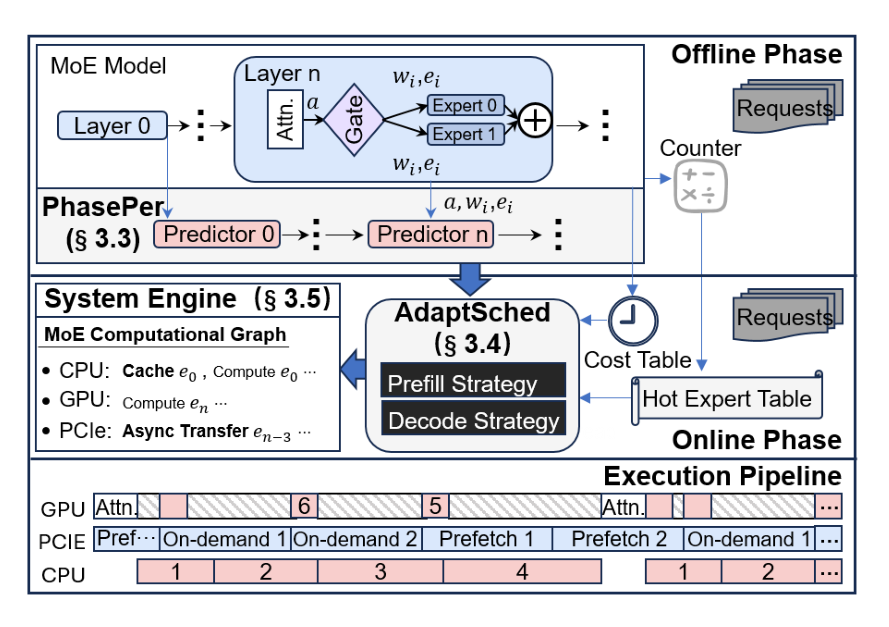 Offline Phase
MoE Model
Layer n
w_i,e_i
Requests
Layer 0
⋮
Attn.
a
Gate
Expert 0
Expert 1
+
⋮
w_i,e_i
Counter
+ −
× ÷
PhasePer
(§ 3.3)
a, w_i,e_i
Predictor 0
⋮
Predictor n
⋮
System Engine (§ 3.5)
MoE Computational Graph
• CPU: Cache e_0 , Compute e_0 ⋯
• GPU: Compute e_n ⋯
• PCIe: Async Transfer e_{n−3} ⋯
AdaptSched
(§ 3.4)
Prefill Strategy
Decode Strategy
Cost Table
Requests
Hot Expert Table
Online Phase
Execution Pipeline
GPU Attn. 6 5 Attn. ...
PCIE Pref··· On-demand 1 On-demand 2 Prefetch 1 Prefetch 2 On-demand 1 ...
CPU 1 2 3 4 1 2 ...